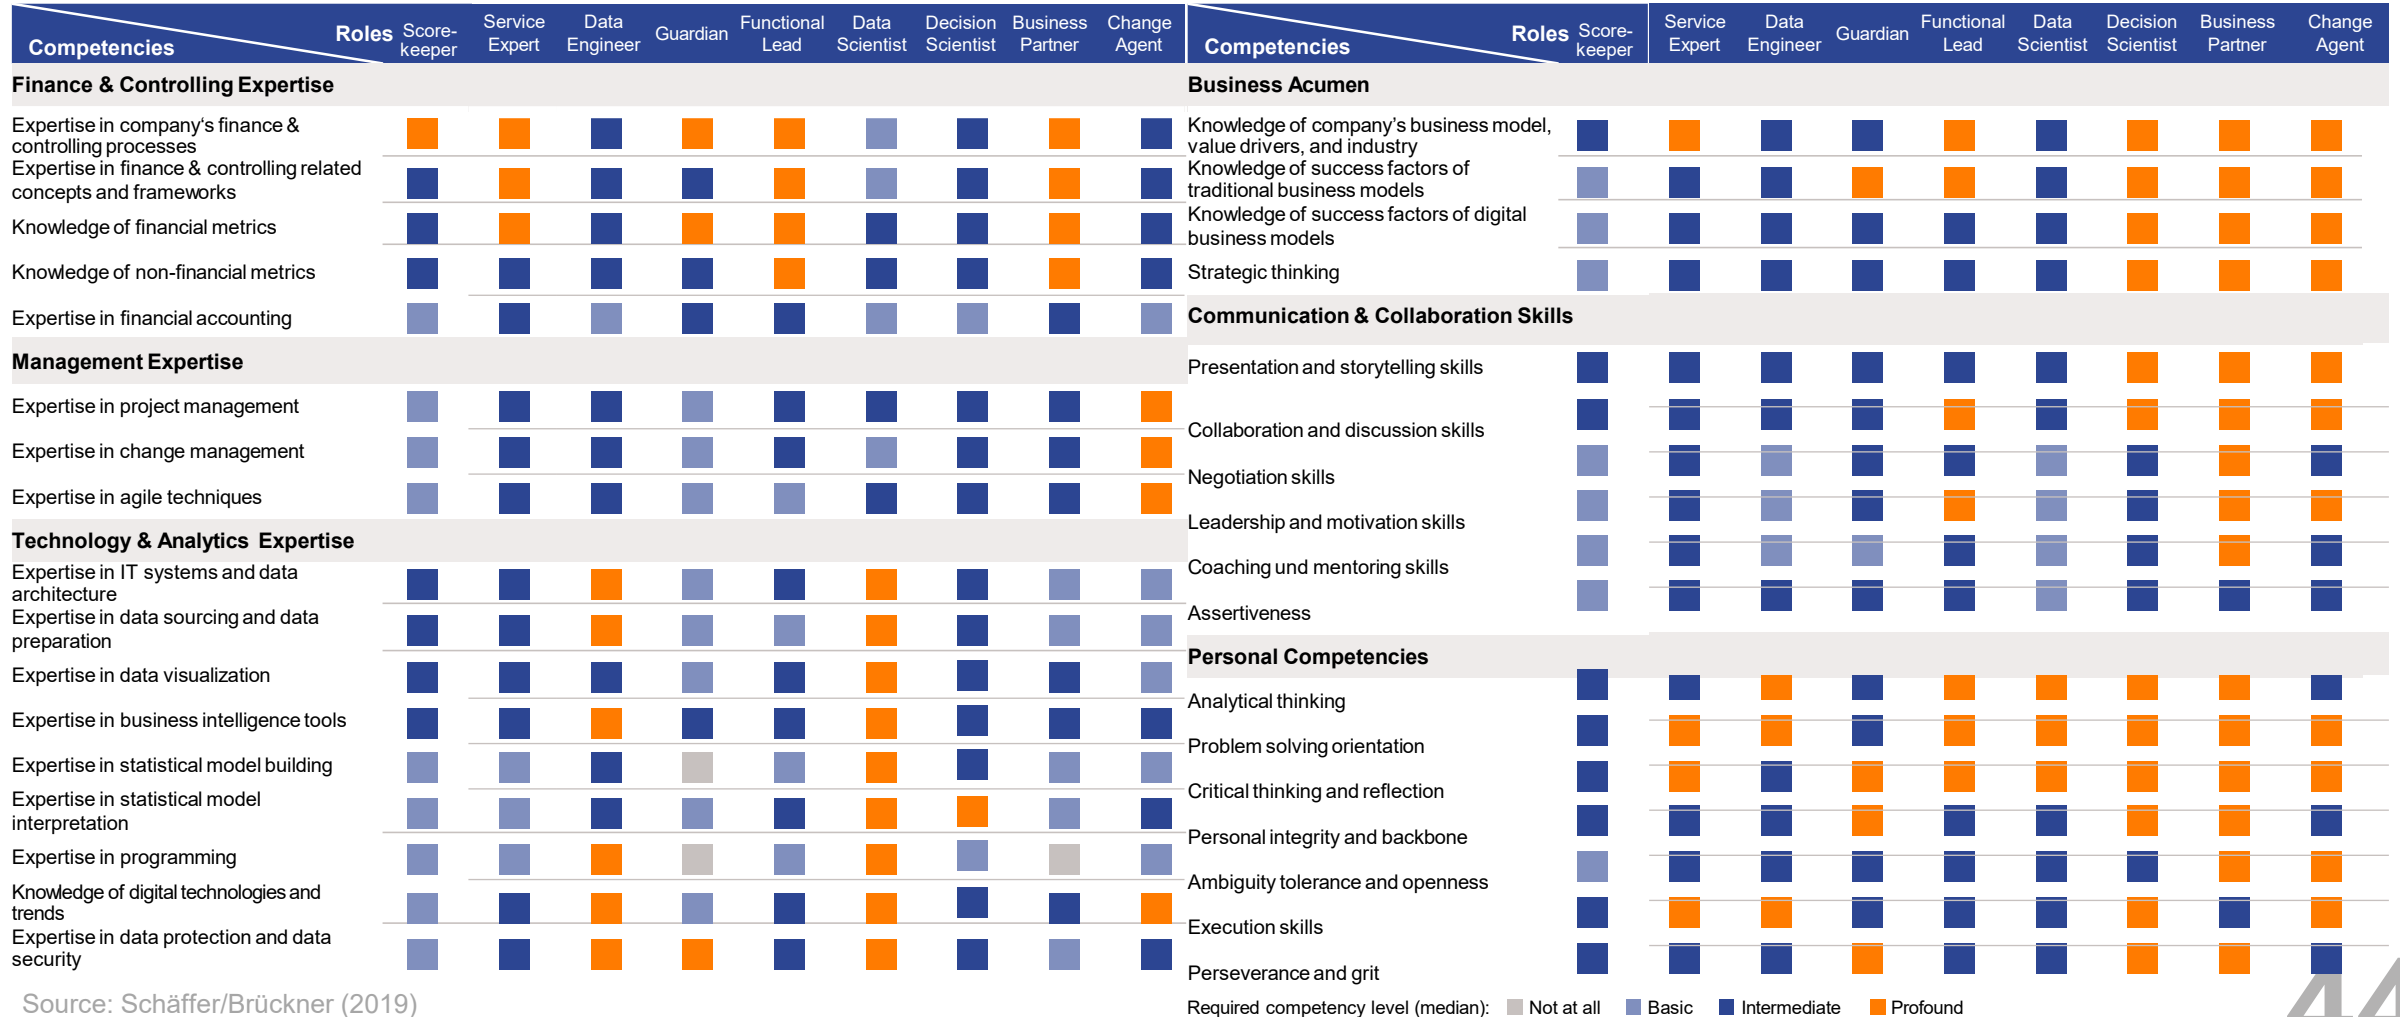 Competencies
Roles
Score-
keeper
Service
Expert
Data
Engineer
Guardian
Functional
Lead
Data
Scientist
Decision
Scientist
Business
Partner
Change
Agent
Finance & Controlling Expertise
Expertise in company‘s finance &
controlling processes
Expertise in finance & controlling related
concepts and frameworks
Knowledge of financial metrics
Knowledge of non-financial metrics
Expertise in financial accounting
Management Expertise
Expertise in project management
Expertise in change management
Expertise in agile techniques
Technology & Analytics Expertise
Expertise in IT systems and data
architecture
Expertise in data sourcing and data
preparation
Expertise in data visualization
Expertise in business intelligence tools
Expertise in statistical model building
Expertise in statistical model
interpretation
Expertise in programming
Knowledge of digital technologies and
trends
Expertise in data protection and data
security
Source: Schäffer/Brückner (2019)
Competencies
Roles
Score-
keeper
Service
Expert
Data
Engineer
Guardian
Functional
Lead
Data
Scientist
Decision
Scientist
Business
Partner
Change
Agent
Business Acumen
Knowledge of company’s business model,
value drivers, and industry
Knowledge of success factors of
traditional business models
Knowledge of success factors of digital
business models
Strategic thinking
Communication & Collaboration Skills
Presentation and storytelling skills
Collaboration and discussion skills
Negotiation skills
Leadership and motivation skills
Coaching und mentoring skills
Assertiveness
Personal Competencies
Analytical thinking
Problem solving orientation
Critical thinking and reflection
Personal integrity and backbone
Ambiguity tolerance and openness
Execution skills
Perseverance and grit
Required competency level (median): Not at all Basic Intermediate Profound
44